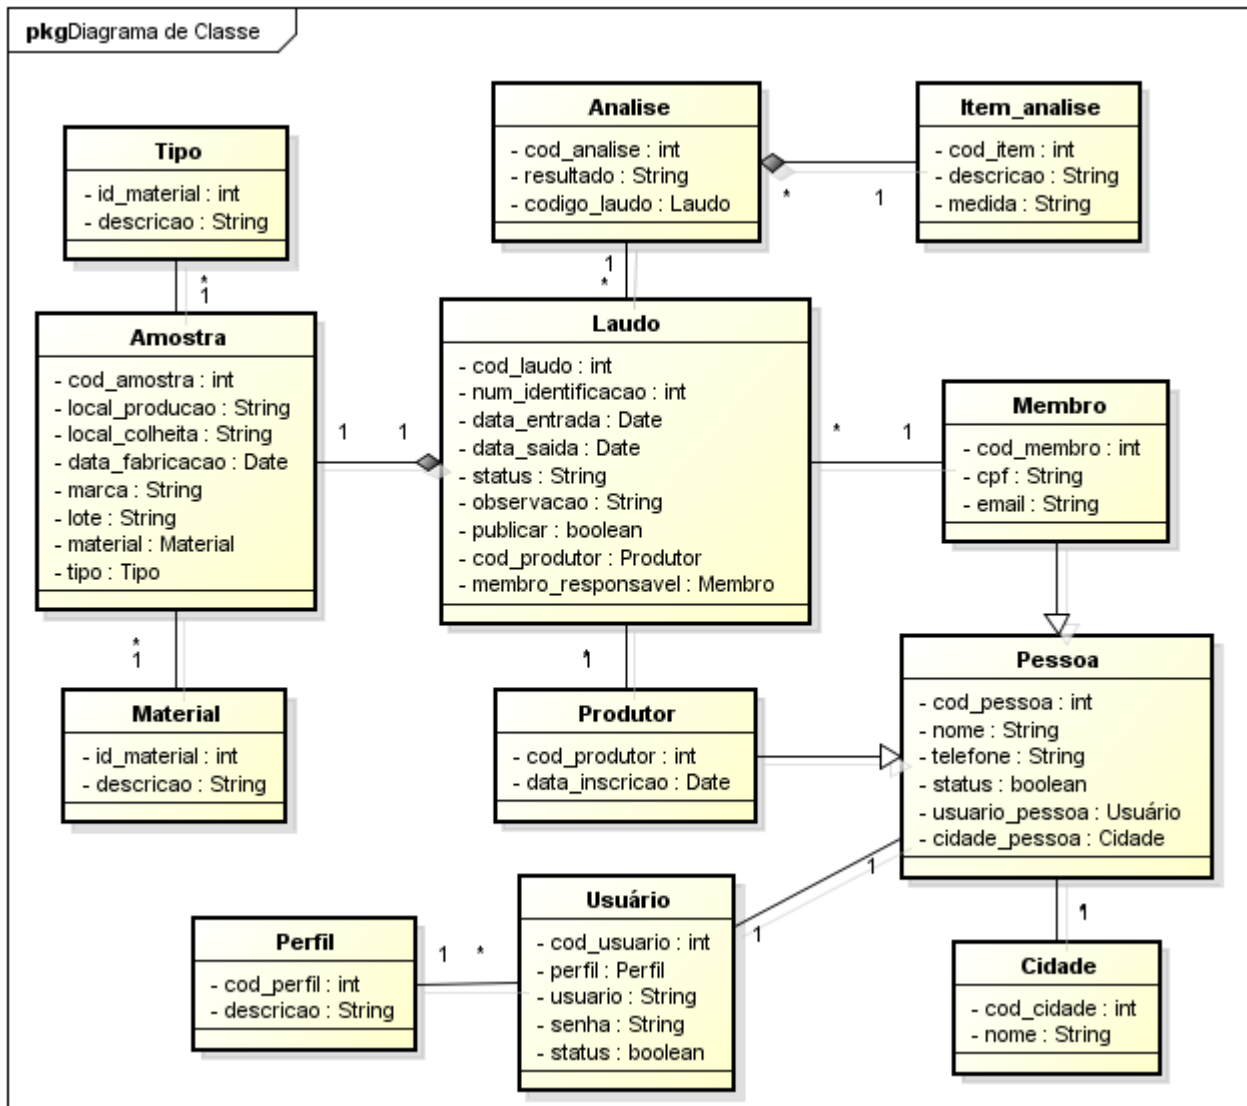 pkgDiagrama de Classe
Tipo
- id_material : int
- descricao : String
*
1
Amostra
- cod_amostra : int
- local_producao : String
- local_colheita : String
- data_fabricacao : Date
- marca : String
- lote : String
- material : Material
- tipo : Tipo
*
1
Material
- id_material : int
- descricao : String
Analise
- cod_analise : int
- resultado : String
- codigo_laudo : Laudo
* 1
Item_analise
- cod_item : int
- descricao : String
- medida : String
1
*
Laudo
- cod_laudo : int
- num_identificacao : int
- data_entrada : Date
- data_saida : Date
- status : String
- observacao : String
- publicar : boolean
- cod_produtor : Produtor
- membro_responsavel : Membro
1 1
* 1
Membro
- cod_membro : int
- cpf : String
- email : String
*
1
Produtor
- cod_produtor : int
- data_inscricao : Date
Pessoa
- cod_pessoa : int
- nome : String
- telefone : String
- status : boolean
- usuario_pessoa : Usuário
- cidade_pessoa : Cidade
1
1
*
1
Perfil
- cod_perfil : int
- descricao : String
1 *
Usuário
- cod_usuario : int
- perfil : Perfil
- usuario : String
- senha : String
- status : boolean
Cidade
- cod_cidade : int
- nome : String